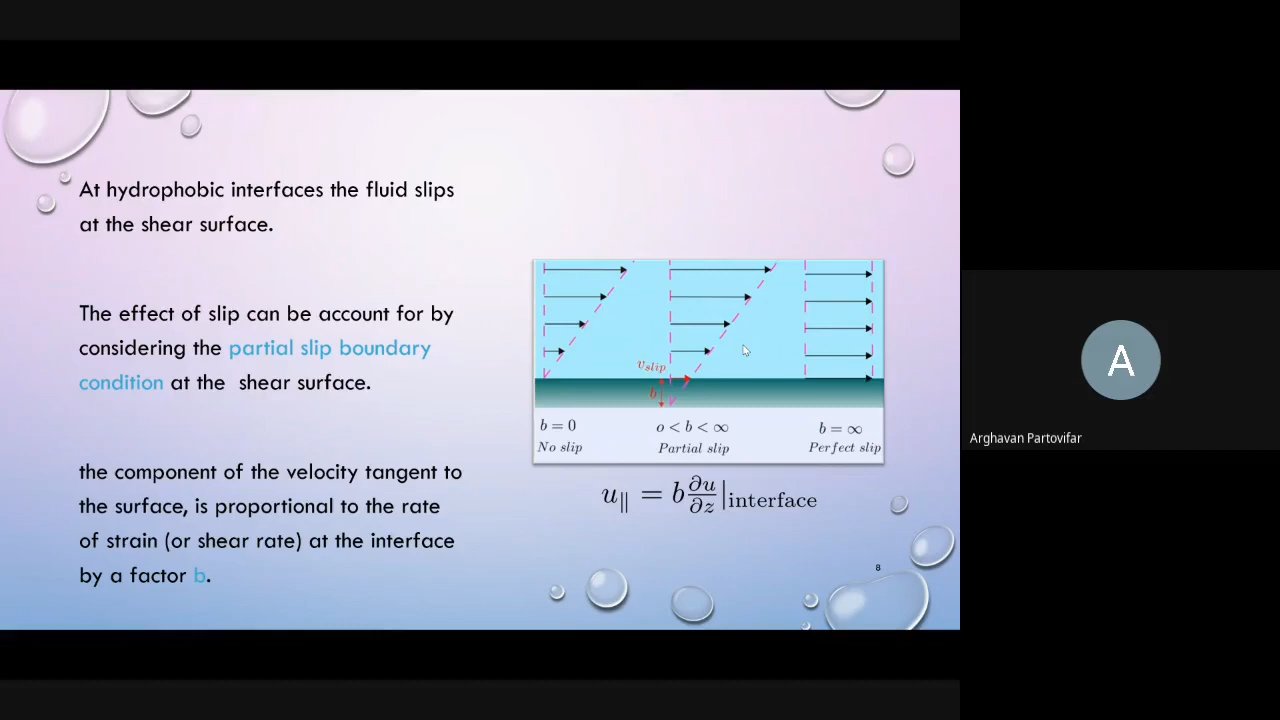 At hydrophobic interfaces the fluid slips
at the shear surface.
The effect of slip can be account for by
considering the partial slip boundary
condition at the shear surface.
the component of the velocity tangent to
the surface, is proportional to the rate
of strain (or shear rate) at the interface
by a factor b.
v_slip
b
b = 0
No slip
o < b < ∞
Partial slip
b = ∞
Perfect slip
u_∥ = b ∂u/∂z |_interface
8
A
Arghavan Partovifar